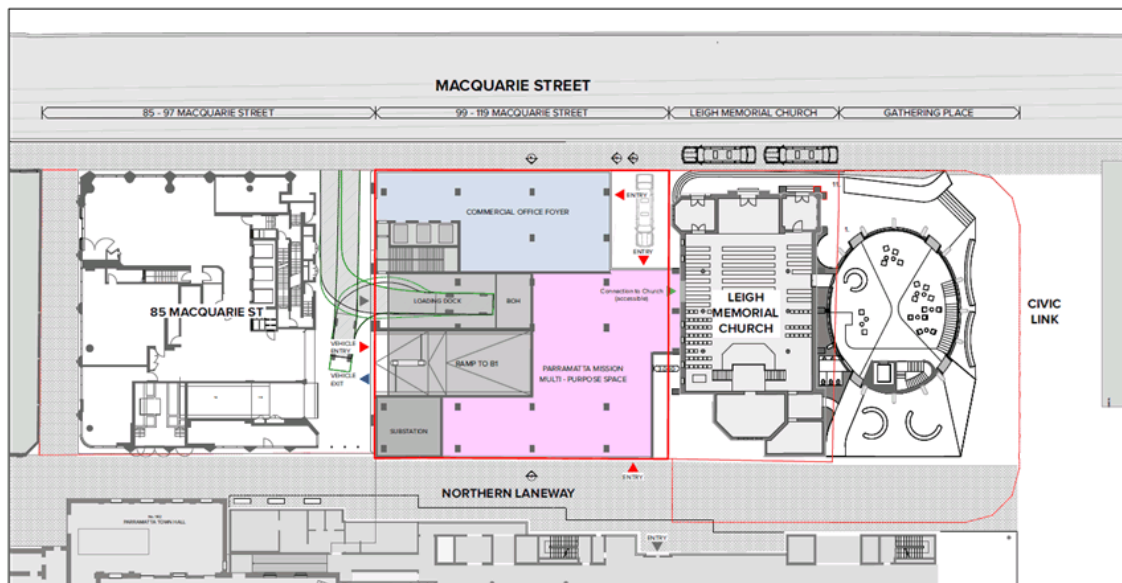 MACQUARIE STREET
85 - 97 MACQUARIE STREET
99 - 119 MACQUARIE STREET
LEIGH MEMORIAL CHURCH
GATHERING PLACE
COMMERCIAL OFFICE FOYER
ENTRY
ENTRY
11.
1.
Connection to Church
(accessible)
LOADING DOCK
BOH
85 MACQUARIE ST
LEIGH
MEMORIAL
CHURCH
CIVIC
LINK
VEHICLE
ENTRY
VEHICLE
EXIT
RAMP TO B1
PARRAMATTA MISSION
MULTI - PURPOSE SPACE
SUBSTATION
ENTRY
NORTHERN LANEWAY
PARRAMATTA TOWN HALL
ENTRY